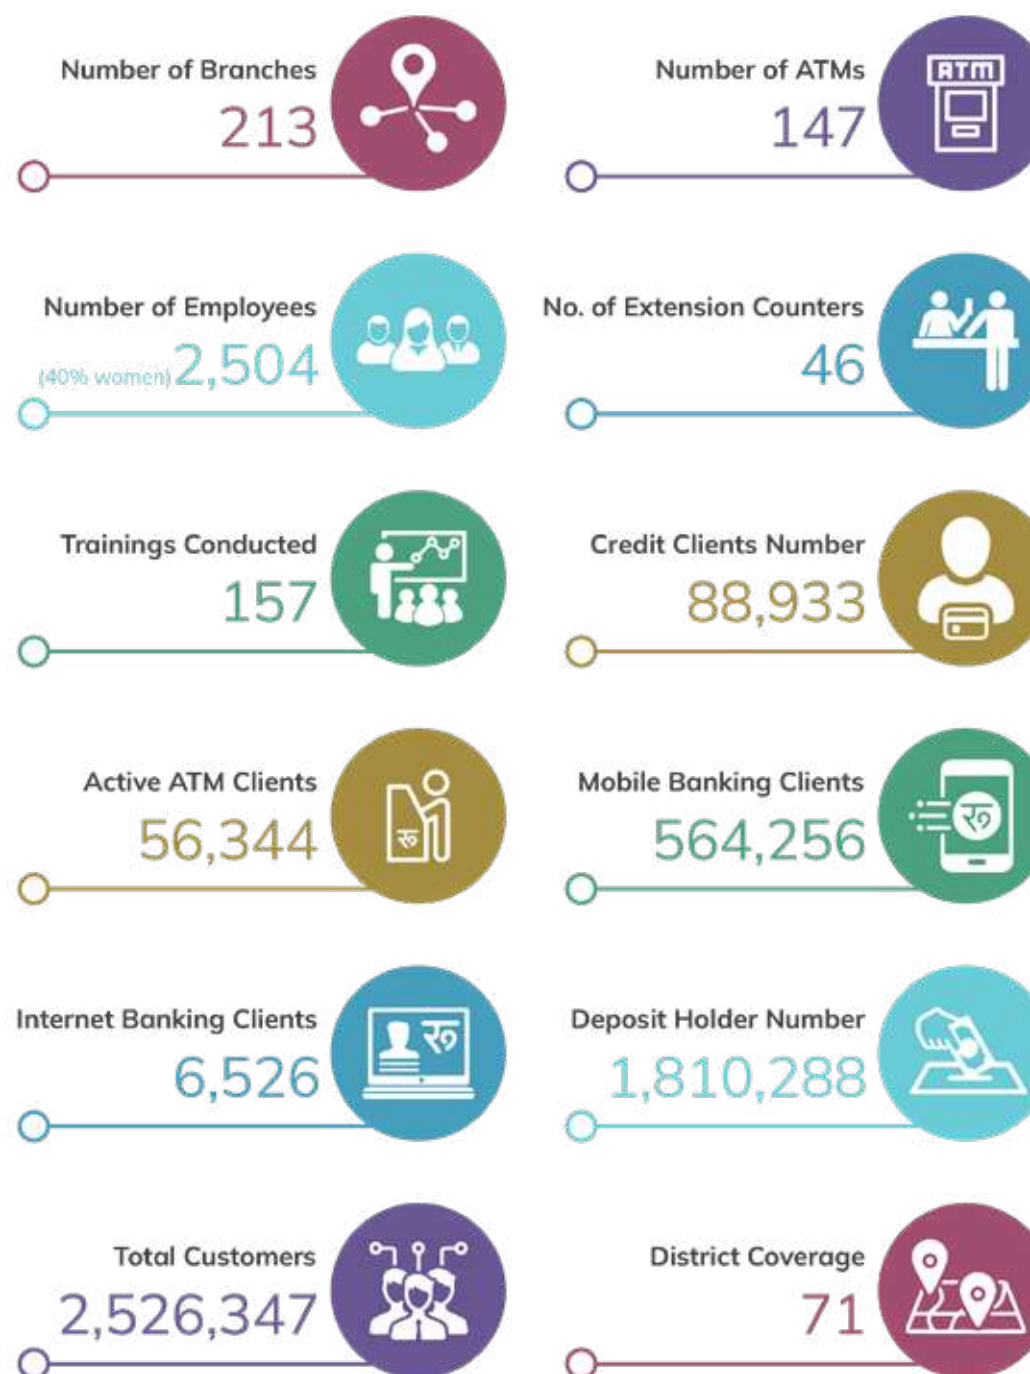 Number of Branches
213
Number of ATMs
147
ATM
Number of Employees
(40% women) 2,504
No. of Extension Counters
46
Trainings Conducted
157
Credit Clients Number
88,933
Active ATM Clients
56,344
रु
Mobile Banking Clients
564,256
रु
Internet Banking Clients
6,526
रु
Deposit Holder Number
1,810,288
Total Customers
2,526,347
District Coverage
71